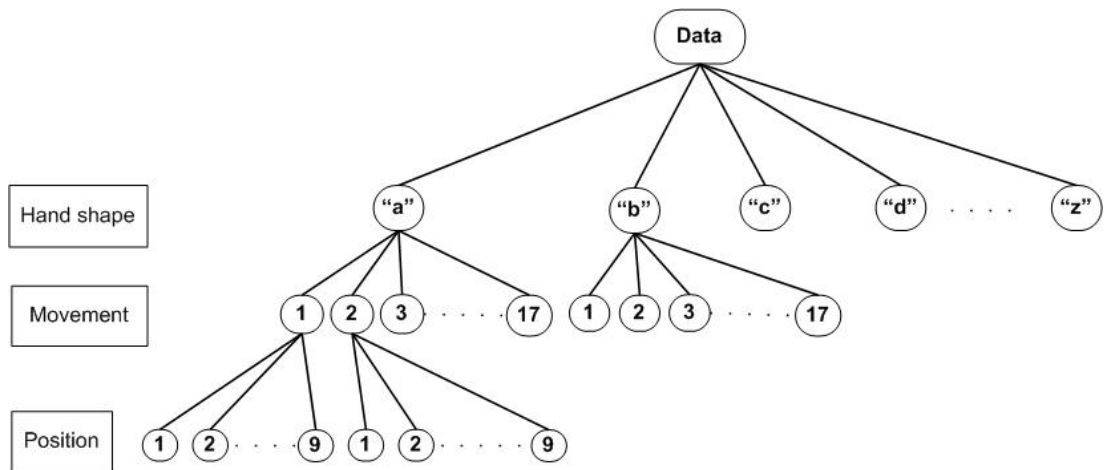 Data
Hand shape “a” “b” “c” “d” . . . . “z”
Movement 1 2 3 . . . . . 17 1 2 3 . . . . . 17
Position 1 2 . . . . 9 1 2 . . . . . . 9